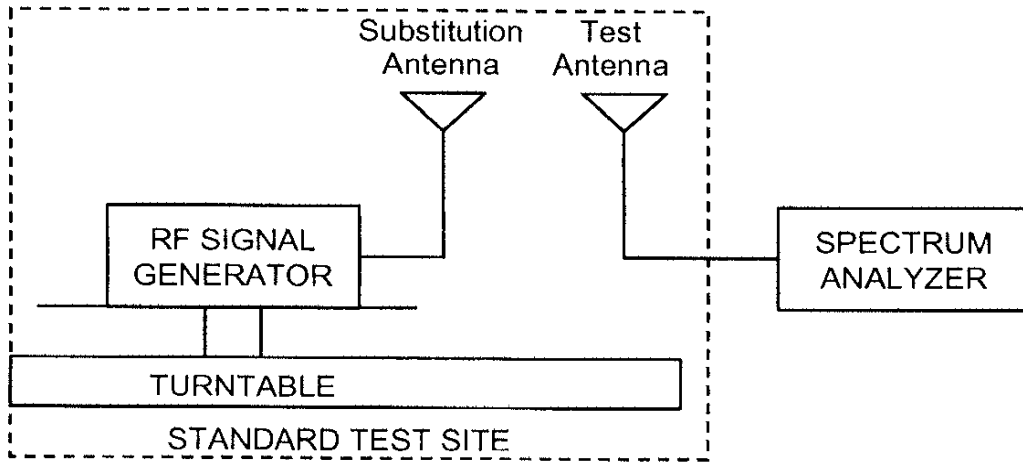 Substitution
Antenna
Test
Antenna
RF SIGNAL
GENERATOR
SPECTRUM
ANALYZER
TURNTABLE
STANDARD TEST SITE